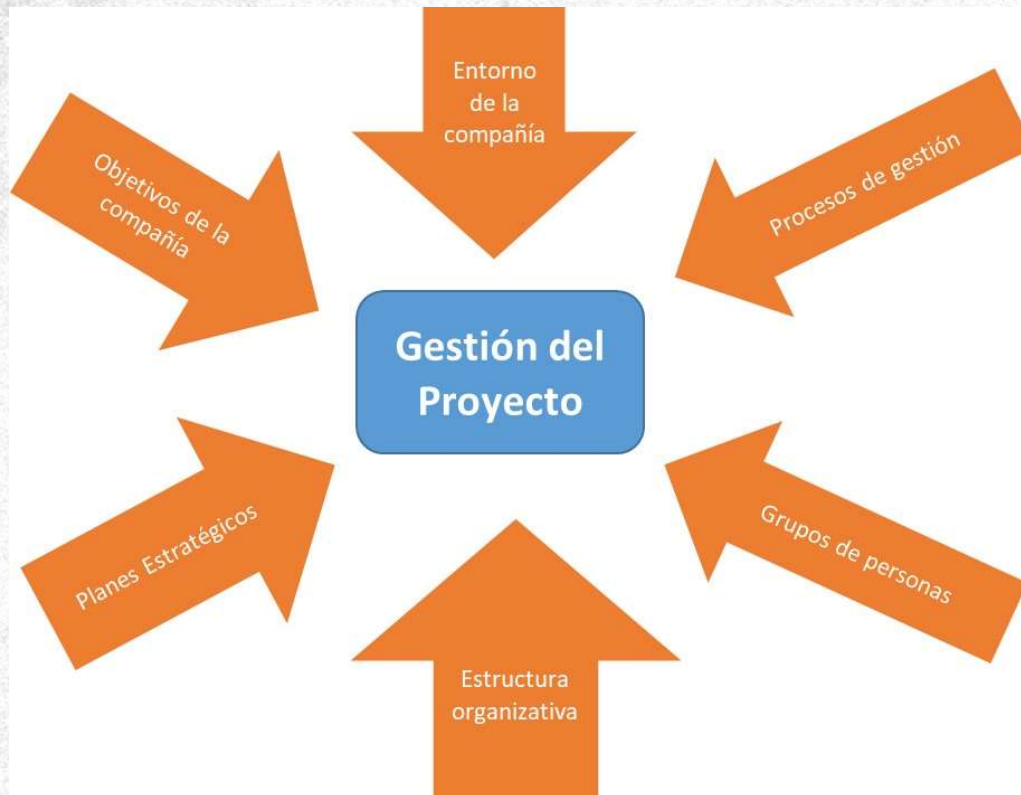 Entorno
de la
compañía
Objetivos de la
compañía
Procesos de gestión
Gestión del
Proyecto
Planes Estratégicos
Grupos de personas
Estructura
organizativa